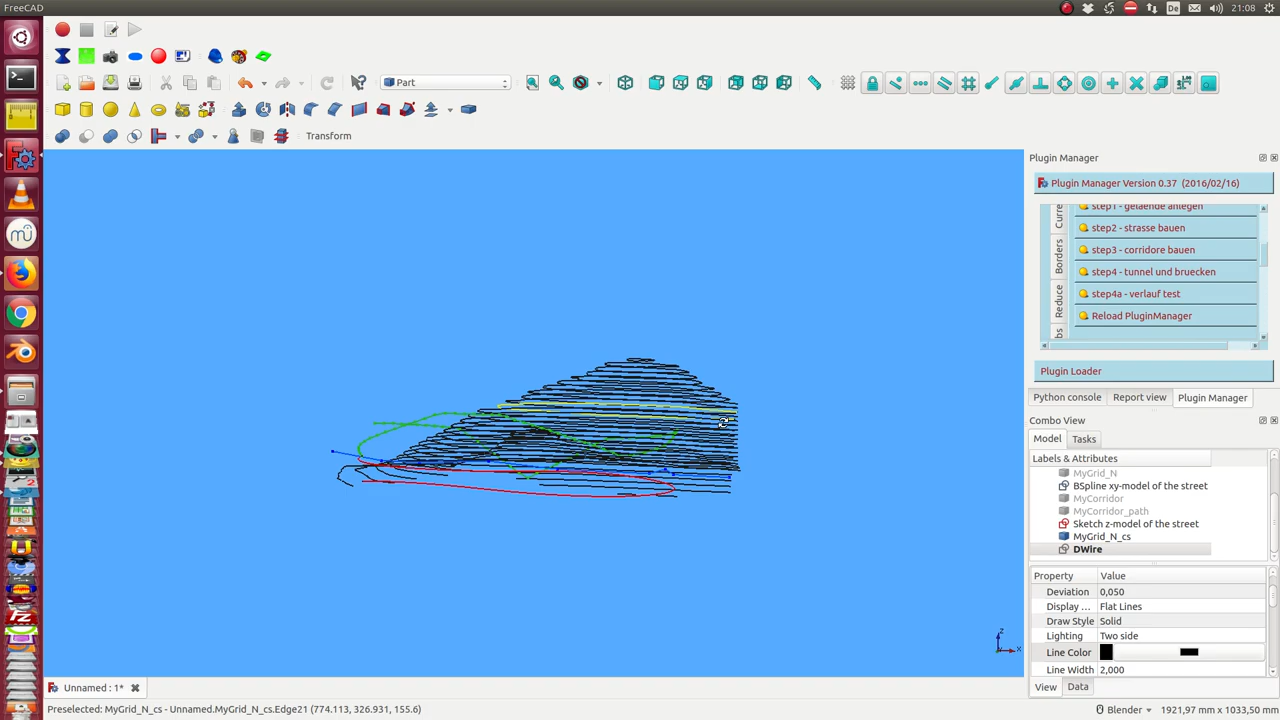 FreeCAD
De
21:08
Part
Transform
Plugin Manager
Plugin Manager Version 0.37 (2016/02/16)
step1 - gelaende anlegen
step2 - strasse bauen
step3 - corridore bauen
step4 - tunnel und bruecken
step4a - verlauf test
Reload PluginManager
Curre
Borders
Reduce
Plugin Loader
Python console
Report view
Plugin Manager
Combo View
Model
Tasks
Labels & Attributes
MyGrid_N
BSpline xy-model of the street
MyCorridor
MyCorridor_path
Sketch z-model of the street
MyGrid_N_cs
DWire
Property Value
Deviation 0,050
Display ... Flat Lines
Draw Style Solid
Lighting Two side
Line Color
Line Width 2,000
View
Data
z
x
Unnamed : 1*
Preselected: MyGrid_N_cs - Unnamed.MyGrid_N_cs.Edge21 (774.113, 326.931, 155.6)
Blender
1921,97 mm x 1033,50 mm